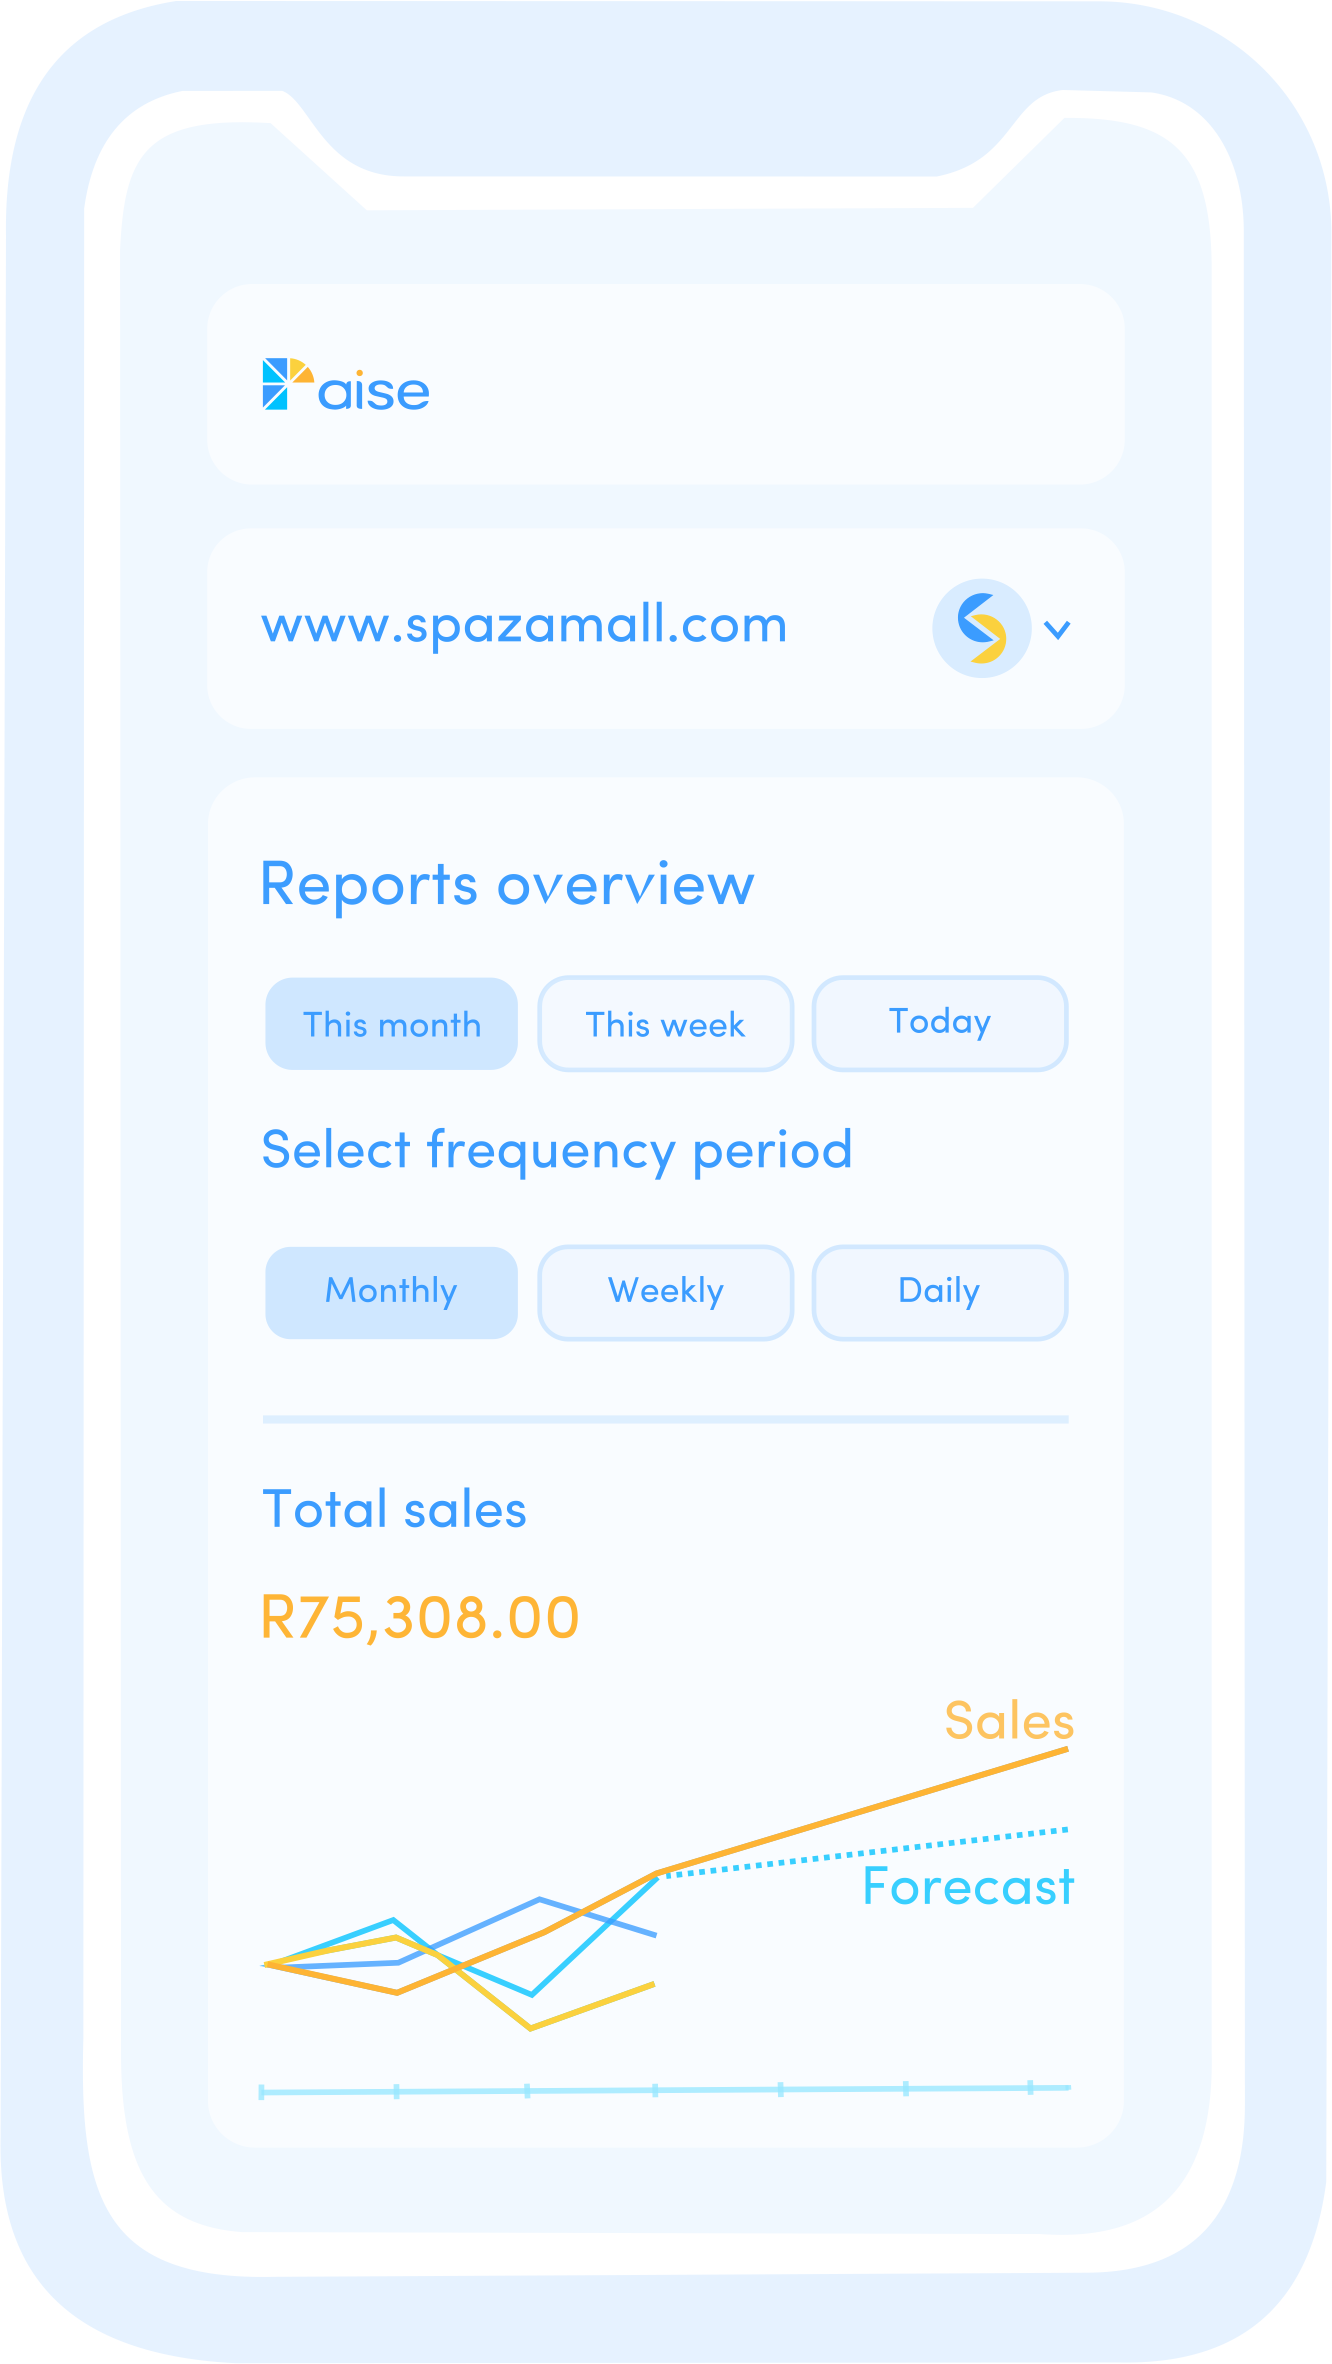 Paise
www.spazamall.com
Reports overview
This month This week Today
Select frequency period
Monthly Weekly Daily
Total sales
R75,308.00
Sales
Forecast